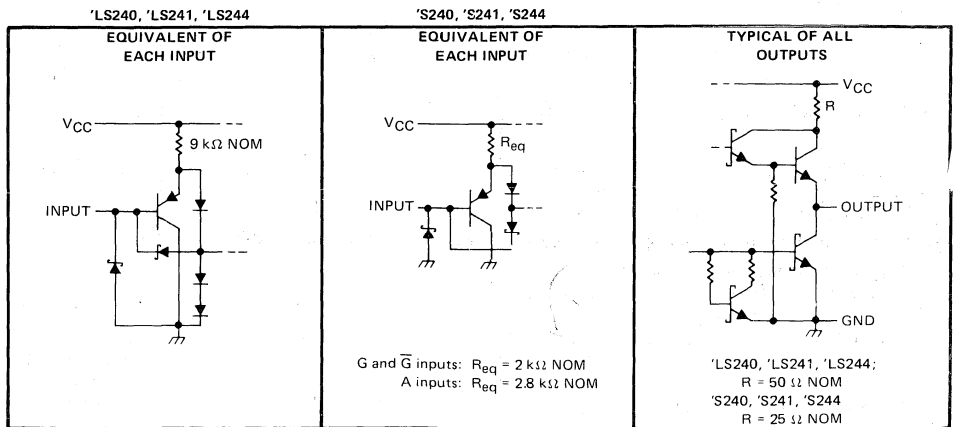 'LS240, 'LS241, 'LS244
EQUIVALENT OF
EACH INPUT
VCC
9 kΩ NOM
INPUT
'S240, 'S241, 'S244
EQUIVALENT OF
EACH INPUT
VCC
Req
INPUT
G and G̅ inputs: Req = 2 kΩ NOM
A inputs: Req = 2.8 kΩ NOM
TYPICAL OF ALL
OUTPUTS
VCC
R
OUTPUT
GND
'LS240, 'LS241, 'LS244;
R = 50 Ω NOM
'S240, 'S241, 'S244
R = 25 Ω NOM